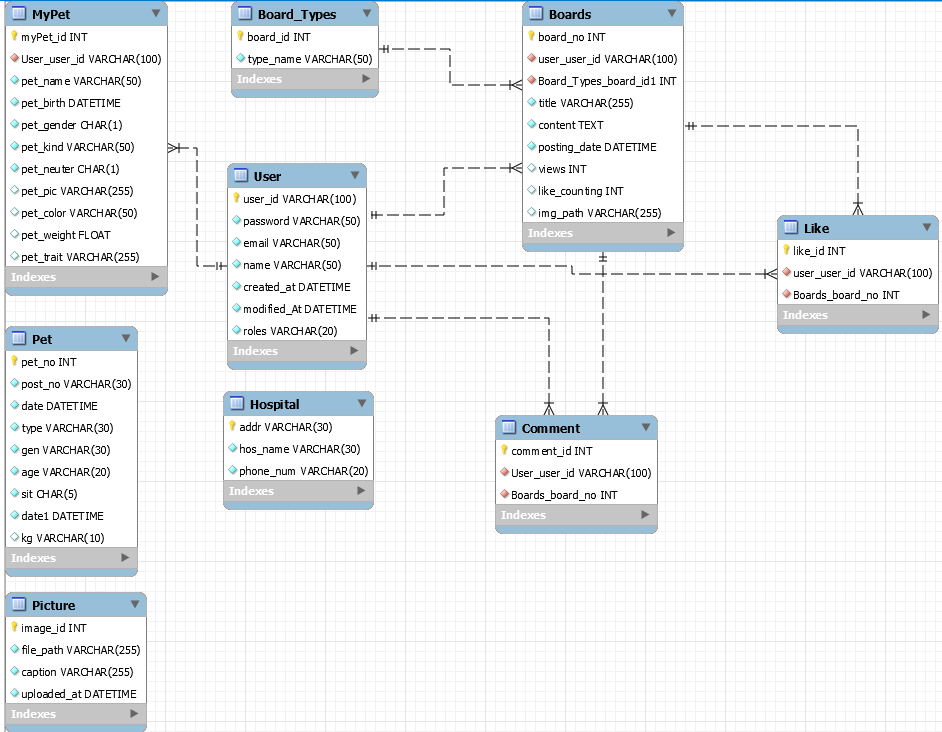 MyPet
myPet_id INT
User_user_id VARCHAR(100)
pet_name VARCHAR(50)
pet_birth DATETIME
pet_gender CHAR(1)
pet_kind VARCHAR(50)
pet_neuter CHAR(1)
pet_pic VARCHAR(255)
pet_color VARCHAR(50)
pet_weight FLOAT
pet_trait VARCHAR(255)
Indexes
Board_Types
board_id INT
type_name VARCHAR(50)
Indexes
Boards
board_no INT
user_user_id VARCHAR(100)
Board_Types_board_id1 INT
title VARCHAR(255)
content TEXT
posting_date DATETIME
views INT
like_counting INT
img_path VARCHAR(255)
Indexes
User
user_id VARCHAR(100)
password VARCHAR(50)
email VARCHAR(50)
name VARCHAR(50)
created_at DATETIME
modified_At DATETIME
roles VARCHAR(20)
Indexes
Like
like_id INT
user_user_id VARCHAR(100)
Boards_board_no INT
Indexes
Pet
pet_no INT
post_no VARCHAR(30)
date DATETIME
type VARCHAR(30)
gen VARCHAR(30)
age VARCHAR(20)
sit CHAR(5)
date1 DATETIME
kg VARCHAR(10)
Indexes
Hospital
addr VARCHAR(30)
hos_name VARCHAR(30)
phone_num VARCHAR(20)
Indexes
Comment
comment_id INT
User_user_id VARCHAR(100)
Boards_board_no INT
Indexes
Picture
image_id INT
file_path VARCHAR(255)
caption VARCHAR(255)
uploaded_at DATETIME
Indexes